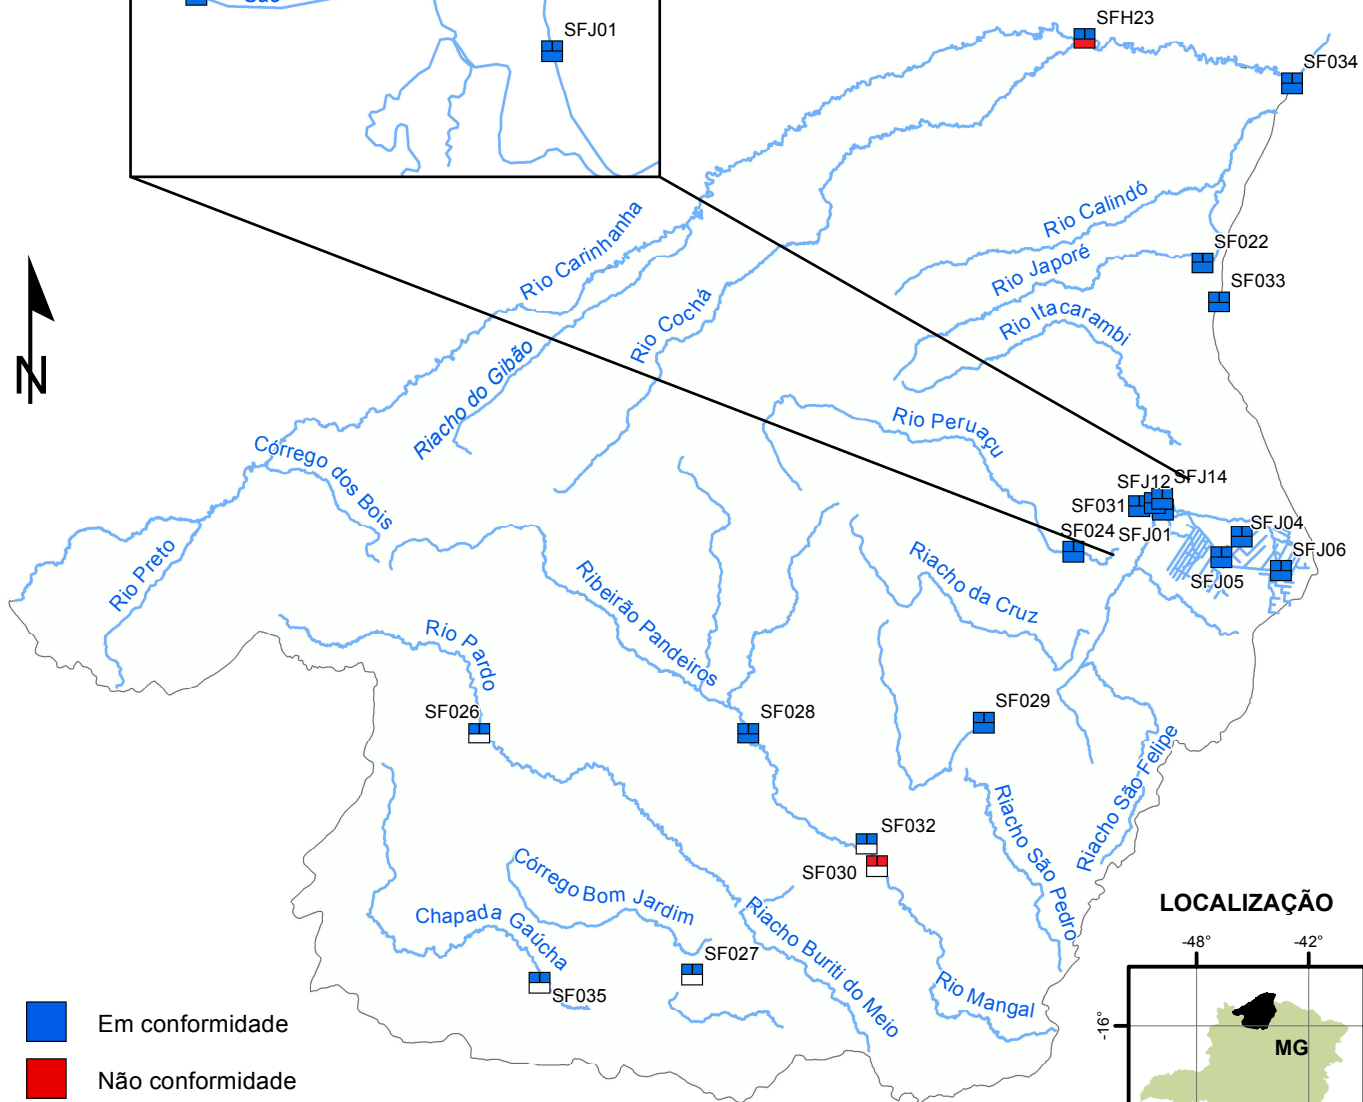 São
SFJ01
SFH23
SF034
Rio Calindó
SF022
Rio Carinhanha
Rio Japoré
SF033
Rio Itacarambi
Rio Cochá
N
Riacho do Gibão
Rio Peruaçu
Córrego dos Bois
SFJ14
SFJ12
SF031
SF024
SFJ01
SFJ04
SFJ06
SFJ05
Rio Preto
Ribeirão Pandeiros
Riacho da Cruz
Rio Pardo
SF026
SF028
SF029
Riacho São Felipe
SF032
SF030
Riacho São Pedro
Córrego Bom Jardim
Chapada Gaúcha
Riacho Buriti do Meio
SF027
SF035
Rio Mangal
LOCALIZAÇÃO
-48°
-42°
-16°
MG
Em conformidade
Não conformidade